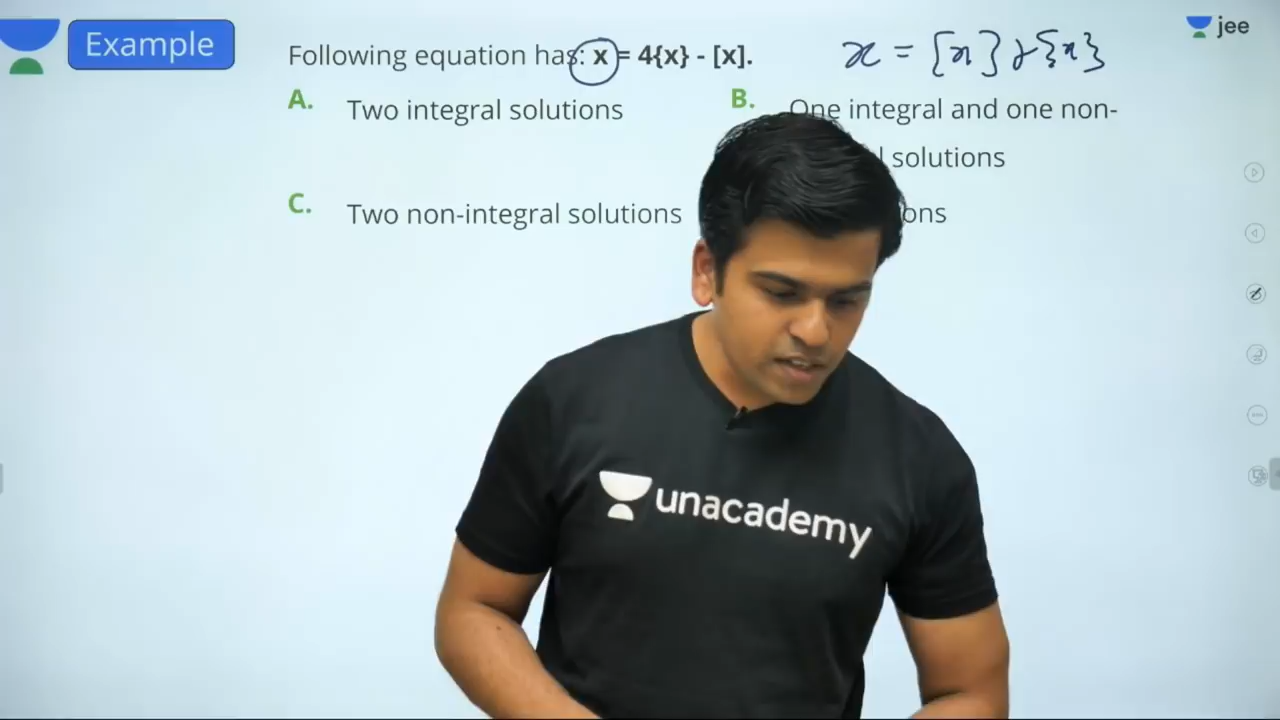 Example
Following equation has: x = 4{x} - [x].
x = [x] + {x}
jee
A. Two integral solutions
B. One integral and one non-
solutions
C. Two non-integral solutions
unacademy